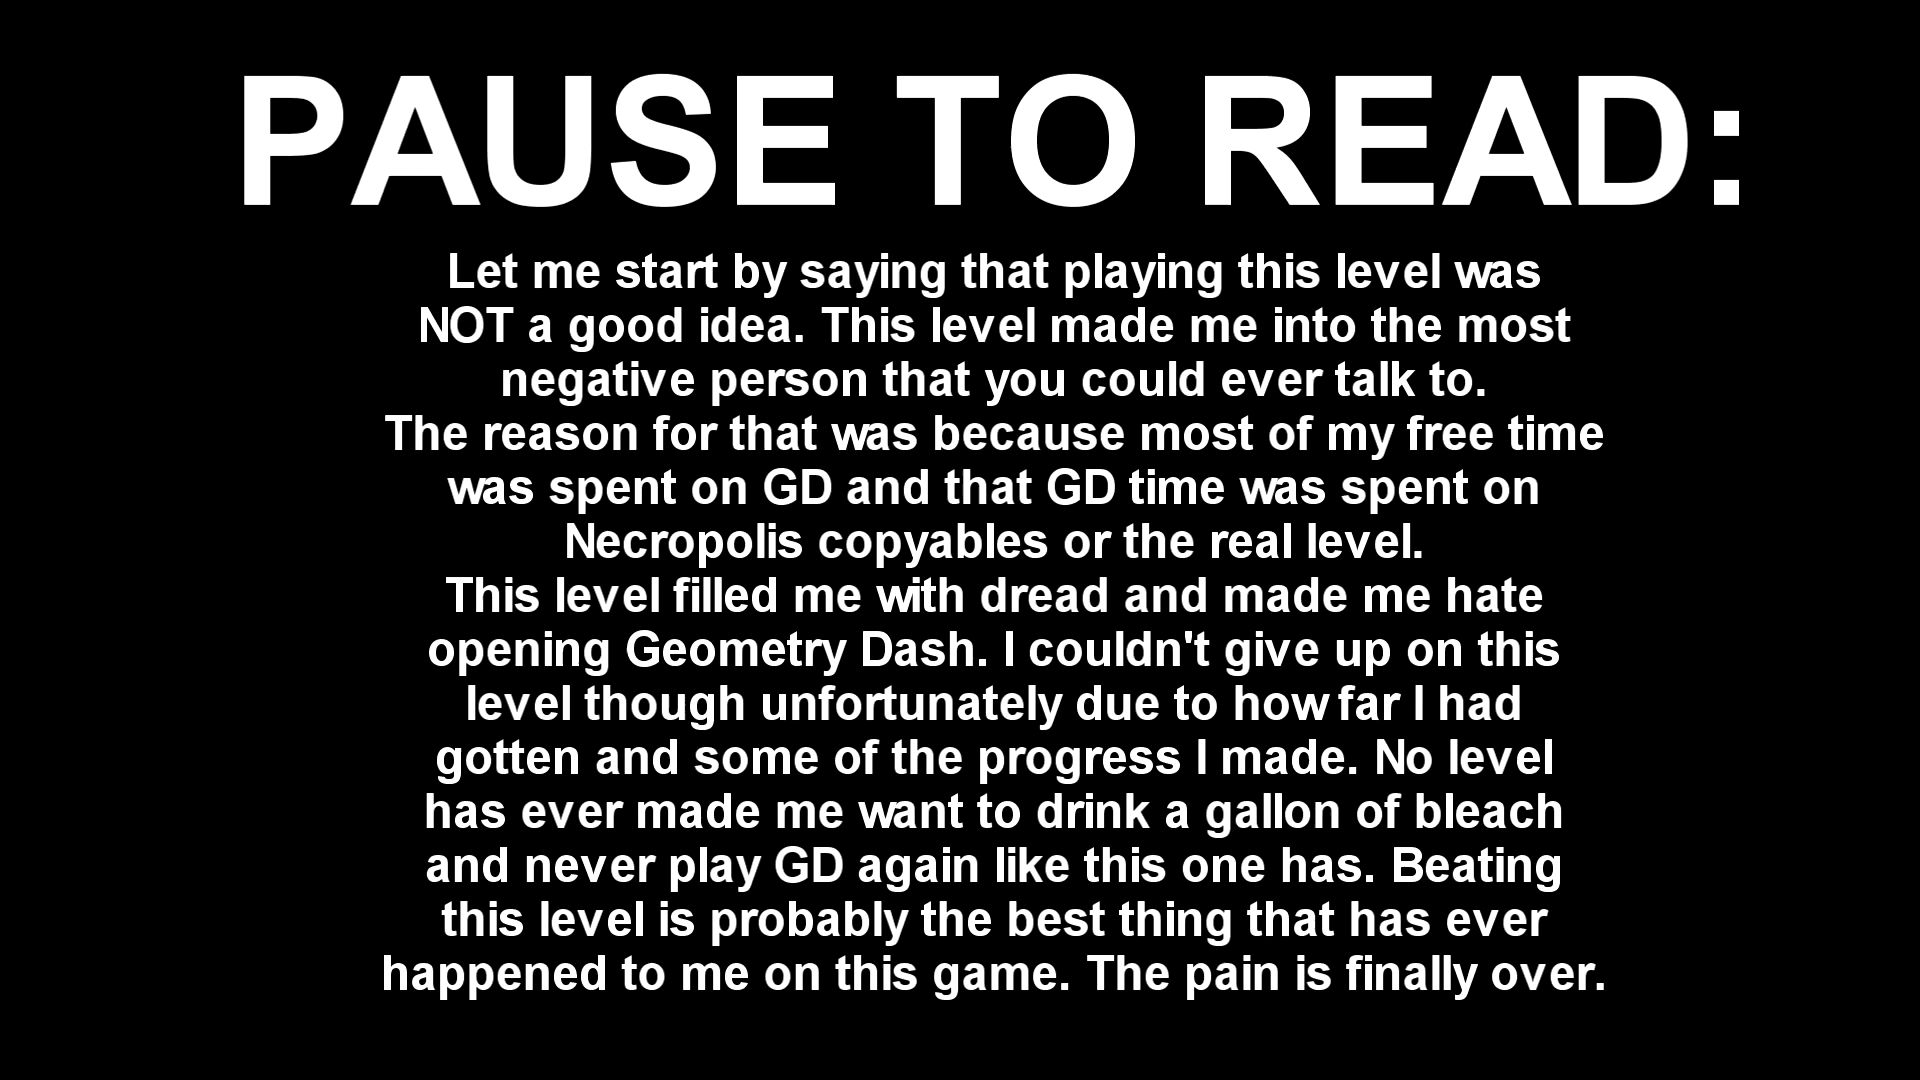 PAUSE TO READ:
Let me start by saying that playing this level was
NOT a good idea. This level made me into the most
negative person that you could ever talk to.
The reason for that was because most of my free time
was spent on GD and that GD time was spent on
Necropolis copyables or the real level.
This level filled me with dread and made me hate
opening Geometry Dash. I couldn't give up on this
level though unfortunately due to how far I had
gotten and some of the progress I made. No level
has ever made me want to drink a gallon of bleach
and never play GD again like this one has. Beating
this level is probably the best thing that has ever
happened to me on this game. The pain is finally over.